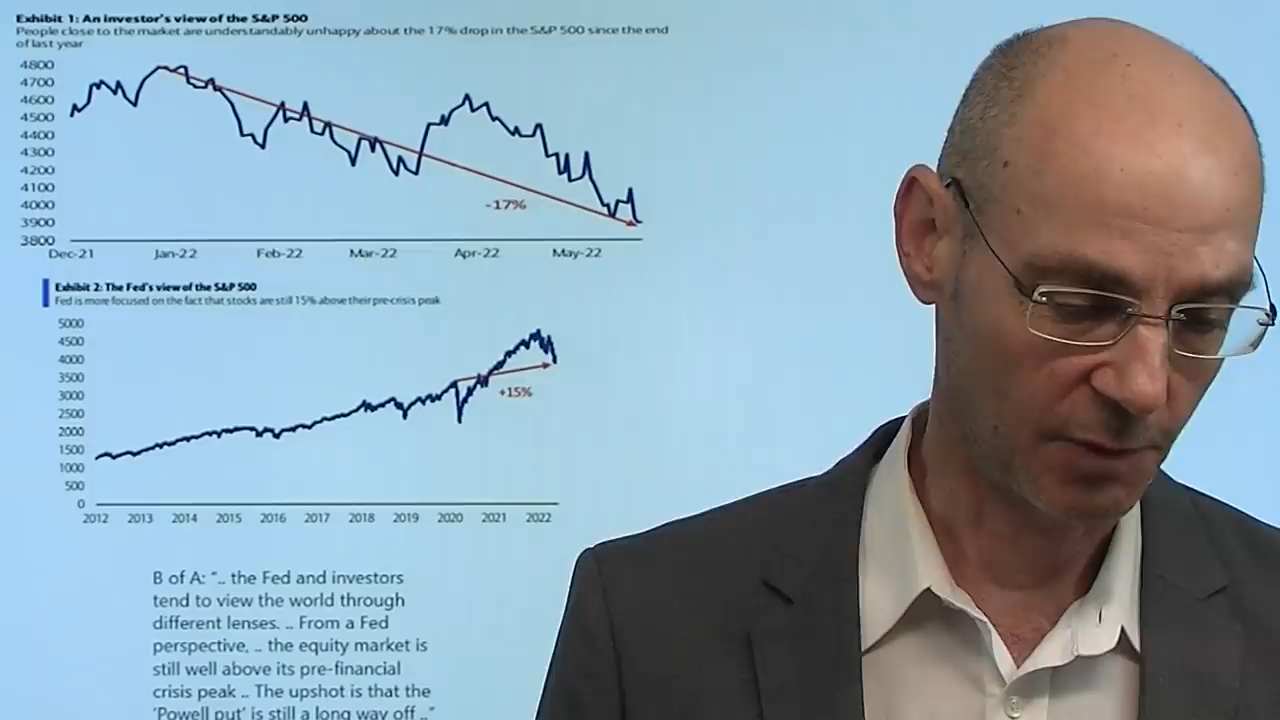 Exhibit 1: An investor's view of the S&P 500
People close to the market are understandably unhappy about the 17% drop in the S&P 500 since the end
of last year
4800
4700
4600
4500
4400
4300
4200
4100
4000
3900
3800
-17%
Dec-21 Jan-22 Feb-22 Mar-22 Apr-22 May-22
Exhibit 2: The Fed's view of the S&P 500
Fed is more focused on the fact that stocks are still 15% above their pre-crisis peak
5000
4500
4000
3500
3000
2500
2000
1500
1000
500
0
+15%
2012 2013 2014 2015 2016 2017 2018 2019 2020 2021 2022
B of A: ".. the Fed and investors
tend to view the world through
different lenses. .. From a Fed
perspective, .. the equity market is
still well above its pre-financial
crisis peak .. The upshot is that the
'Powell put' is still a long way off .."